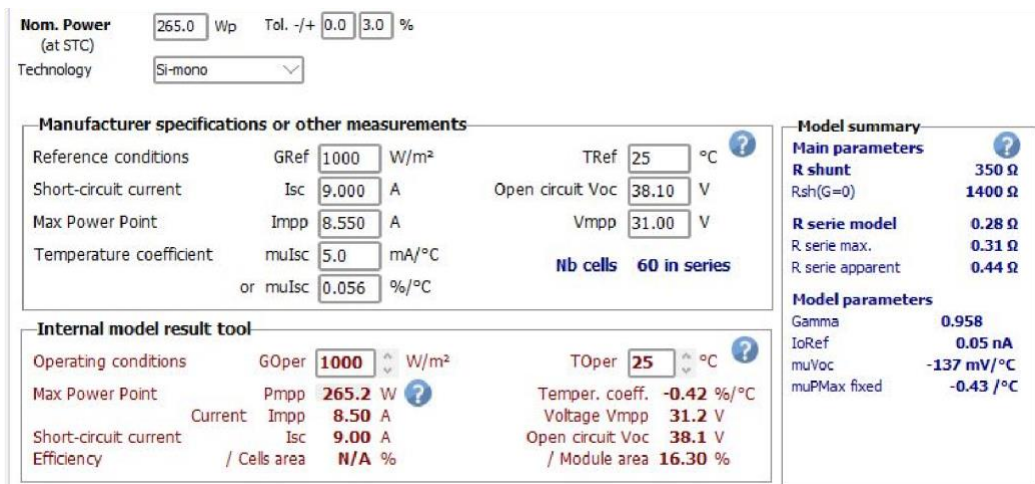 Nom. Power 265.0 Wp Tol. -/+ 0.0 3.0 %
(at STC)
Technology Si-mono
Manufacturer specifications or other measurements
Reference conditions GRef 1000 W/m² TRef 25 °C ?
Short-circuit current Isc 9.000 A Open circuit Voc 38.10 V
Max Power Point Impp 8.550 A Vmpp 31.00 V
Temperature coefficient muIsc 5.0 mA/°C Nb cells 60 in series
or muIsc 0.056 %/°C
Internal model result tool
Operating conditions GOper 1000 W/m² TOper 25 °C ?
Max Power Point Pmpp 265.2 W ? Temper. coeff. -0.42 %/°C
Current Impp 8.50 A Voltage Vmpp 31.2 V
Short-circuit current Isc 9.00 A Open circuit Voc 38.1 V
Efficiency / Cells area N/A % / Module area 16.30 %
Model summary
Main parameters ?
R shunt 350 Ω
Rsh(G=0) 1400 Ω
R serie model 0.28 Ω
R serie max. 0.31 Ω
R serie apparent 0.44 Ω
Model parameters
Gamma 0.958
IoRef 0.05 nA
muVoc -137 mV/°C
muPMax fixed -0.43 /°C